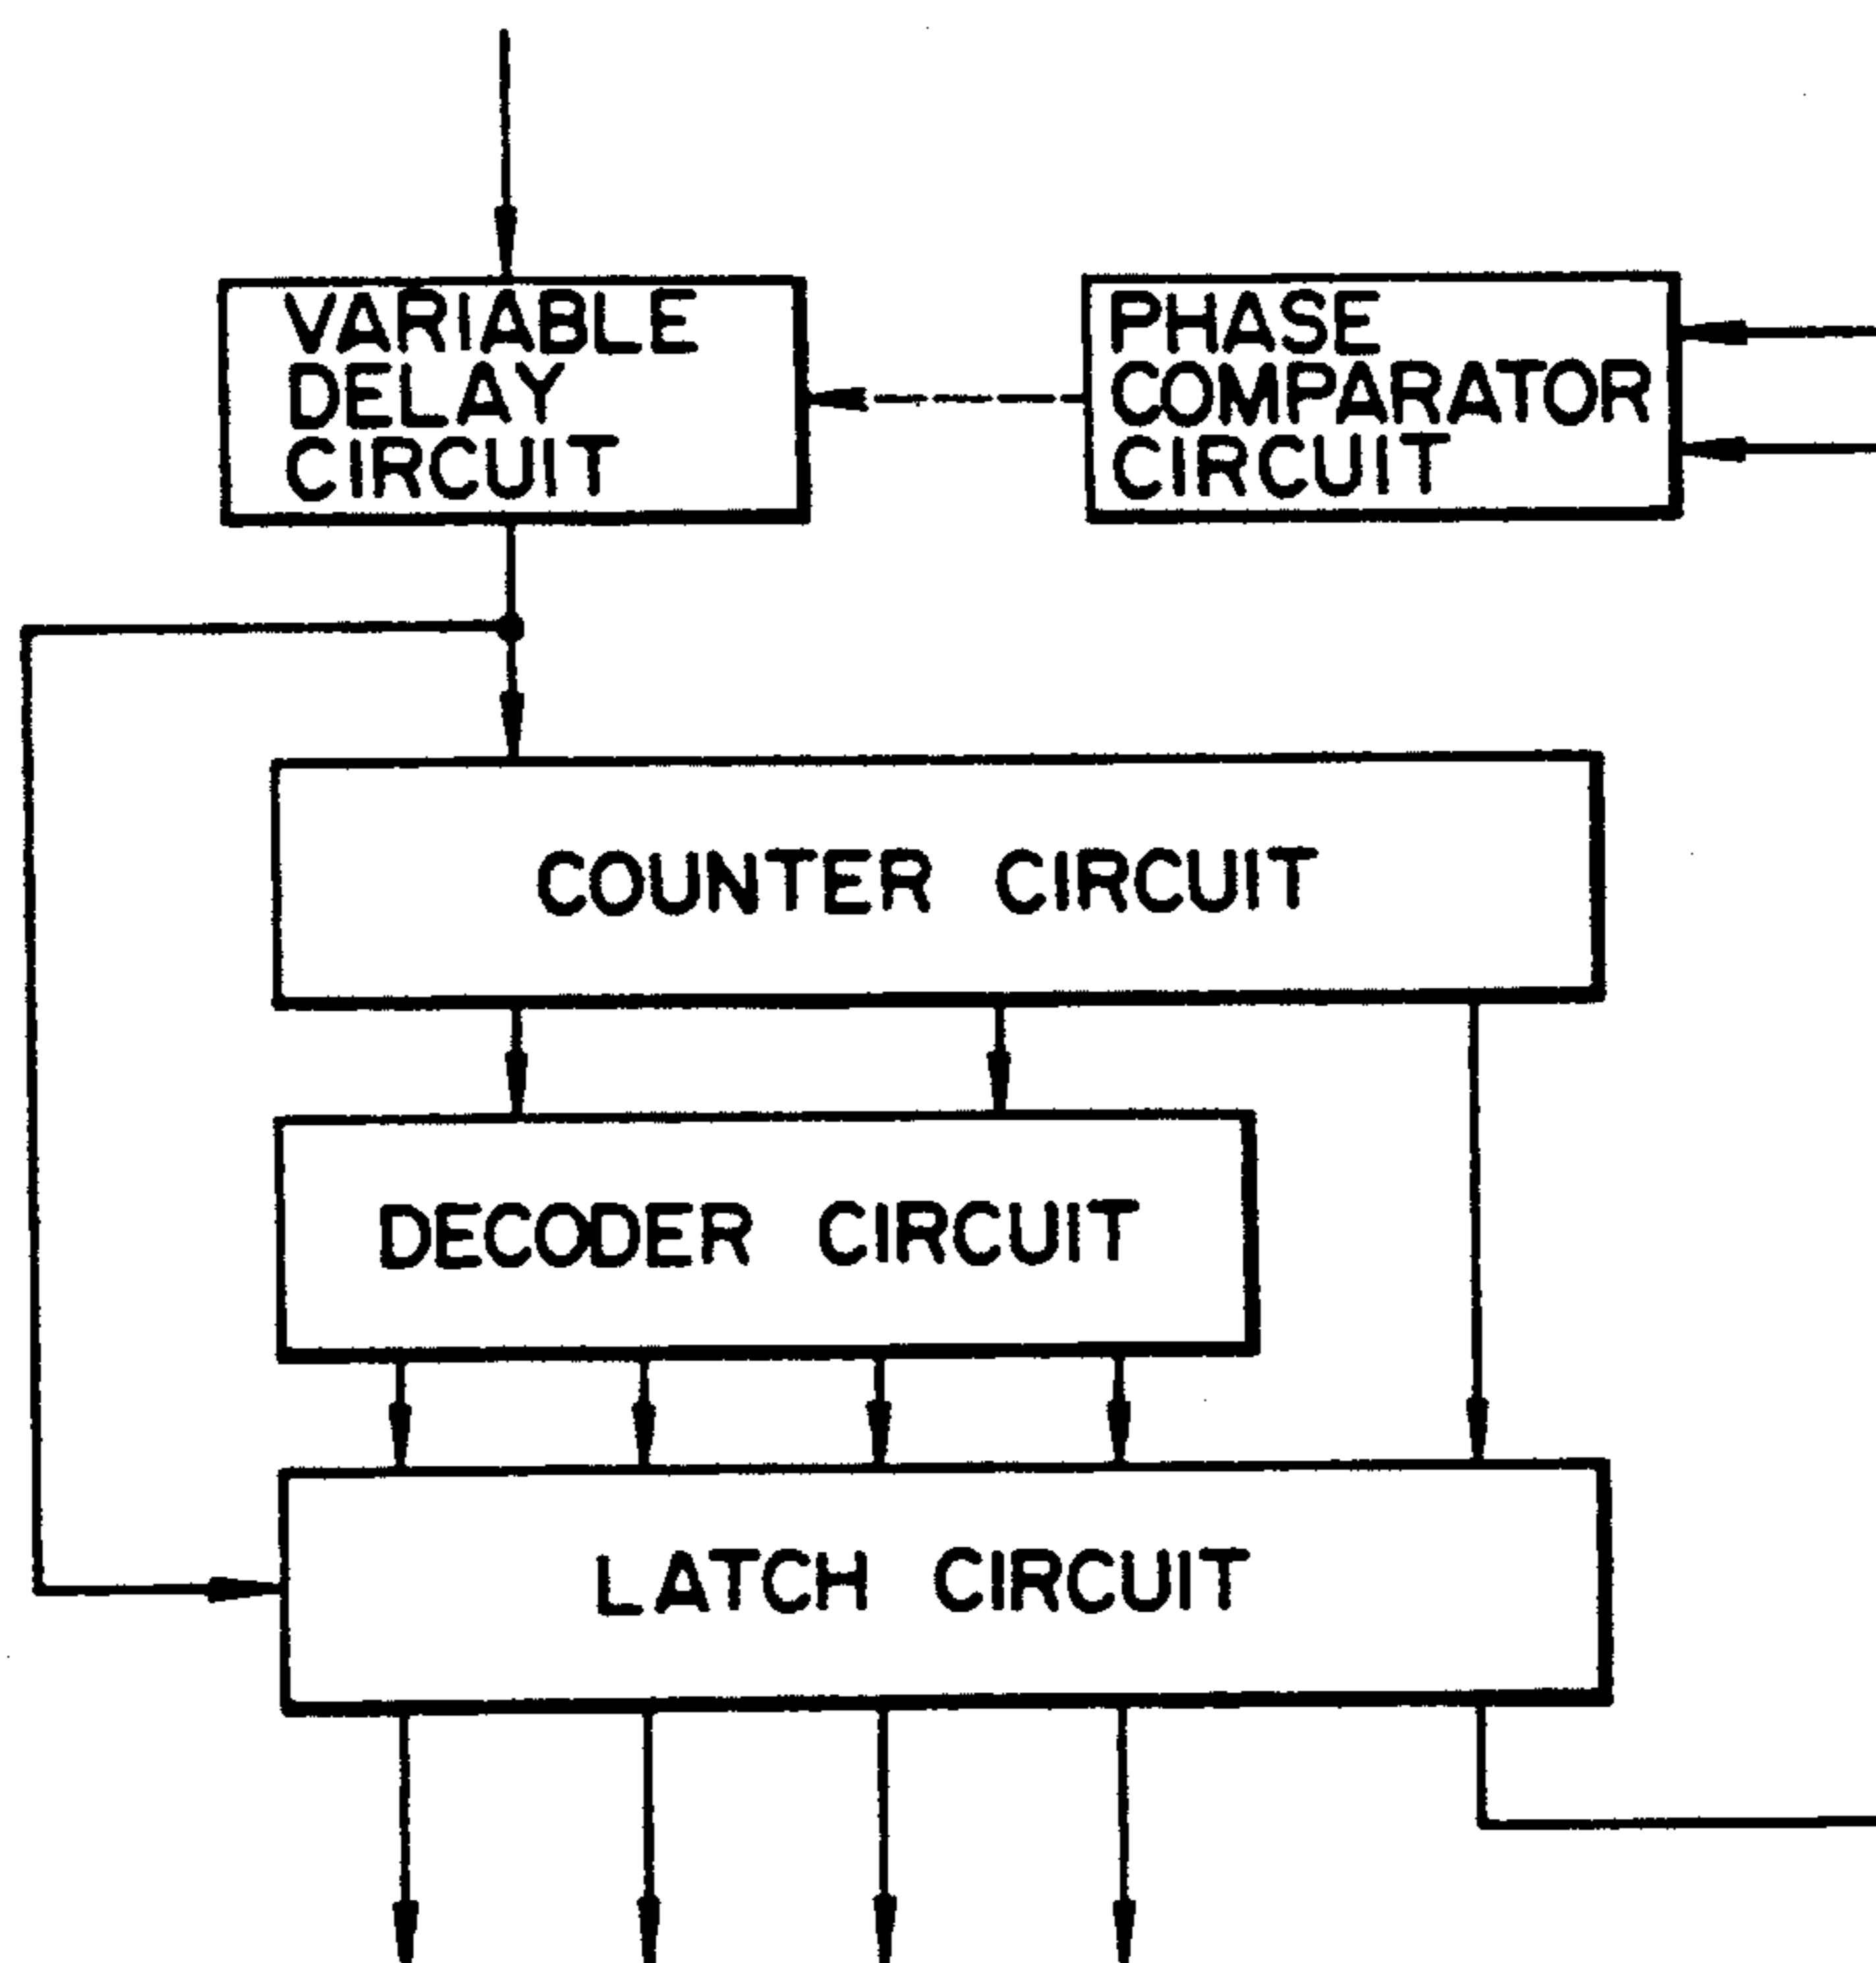 VARIABLE
DELAY
CIRCUIT
PHASE
COMPARATOR
CIRCUIT
COUNTER CIRCUIT
DECODER CIRCUIT
LATCH CIRCUIT